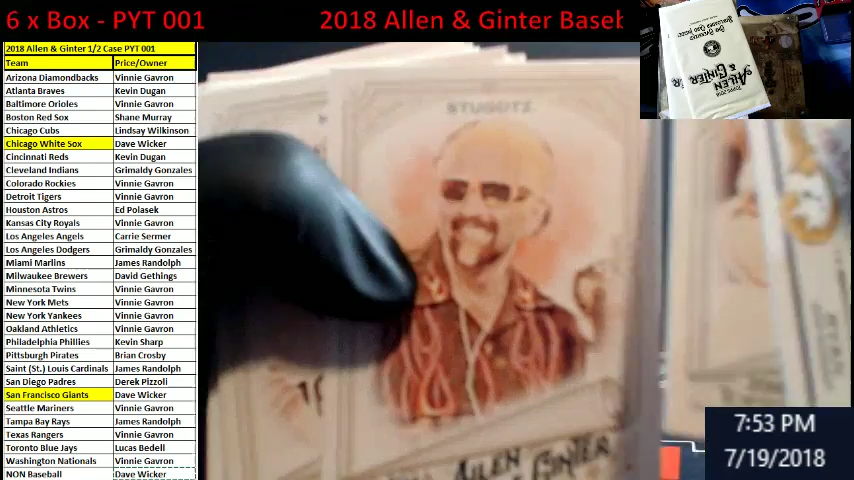 6 x Box - PYT 001
2018 Allen & Ginter Baseb
2018 Allen & Ginter 1/2 Case PYT 001
Team Price/Owner
Arizona Diamondbacks Vinnie Gavron
Atlanta Braves Kevin Dugan
Baltimore Orioles Vinnie Gavron
Boston Red Sox Shane Murray
Chicago Cubs Lindsay Wilkinson
Chicago White Sox Dave Wicker
Cincinnati Reds Kevin Dugan
Cleveland Indians Grimaldy Gonzales
Colorado Rockies Vinnie Gavron
Detroit Tigers Vinnie Gavron
Houston Astros Ed Polasek
Kansas City Royals Vinnie Gavron
Los Angeles Angels Carrie Sermer
Los Angeles Dodgers Grimaldy Gonzales
Miami Marlins James Randolph
Milwaukee Brewers David Gethings
Minnesota Twins Vinnie Gavron
New York Mets Vinnie Gavron
New York Yankees Vinnie Gavron
Oakland Athletics Vinnie Gavron
Philadelphia Phillies Kevin Sharp
Pittsburgh Pirates Brian Crosby
Saint (St.) Louis Cardinals James Randolph
San Diego Padres Derek Pizzoli
San Francisco Giants Dave Wicker
Seattle Mariners Vinnie Gavron
Tampa Bay Rays James Randolph
Texas Rangers Vinnie Gavron
Toronto Blue Jays Lucas Bedell
Washington Nationals Vinnie Gavron
NON Baseball Dave Wicker
STUGOTZ
ALLEN & GINTER
ALLEN & GINTER
7:53 PM
7/19/2018